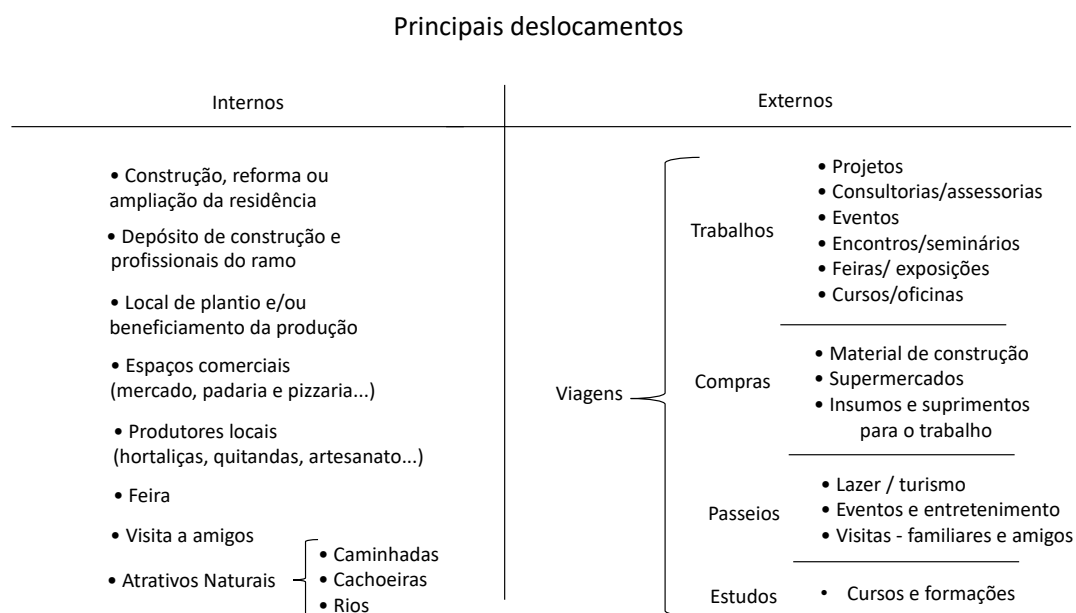 Principais deslocamentos
Internos
• Construção, reforma ou
ampliação da residência
• Depósito de construção e
profissionais do ramo
• Local de plantio e/ou
beneficiamento da produção
• Espaços comerciais
(mercado, padaria e pizzaria...)
• Produtores locais
(hortaliças, quitandas, artesanato...)
• Feira
• Visita a amigos
• Atrativos Naturais
• Caminhadas
• Cachoeiras
• Rios
Externos
Viagens
Trabalhos
• Projetos
• Consultorias/assessorias
• Eventos
• Encontros/seminários
• Feiras/ exposições
• Cursos/oficinas
Compras
• Material de construção
• Supermercados
• Insumos e suprimentos
para o trabalho
Passeios
• Lazer / turismo
• Eventos e entretenimento
• Visitas - familiares e amigos
Estudos
• Cursos e formações